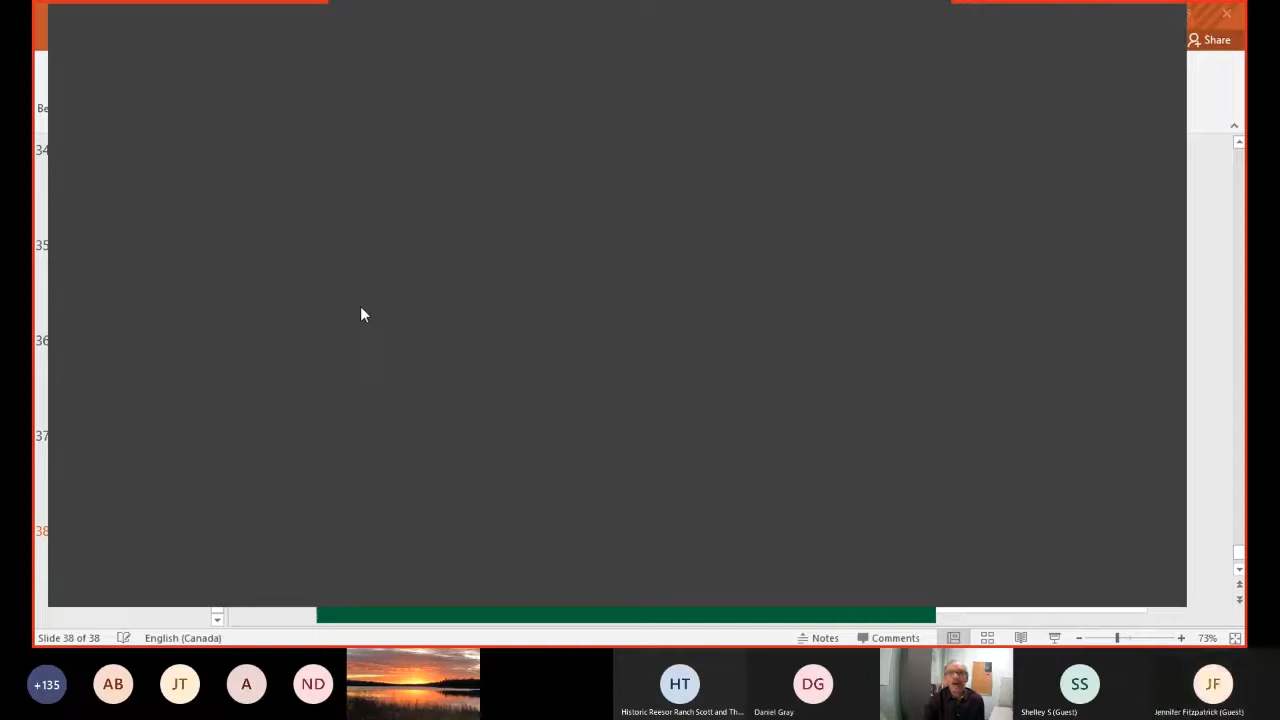 Share
Be
34
35
36
37
38
Slide 38 of 38
English (Canada)
Notes
Comments
73%
+135
AB
JT
A
ND
HT
Historic Reesor Ranch Scott and Th...
DG
Daniel Gray
SS
Shelley S (Guest)
JF
Jennifer Fitzpatrick (Guest)